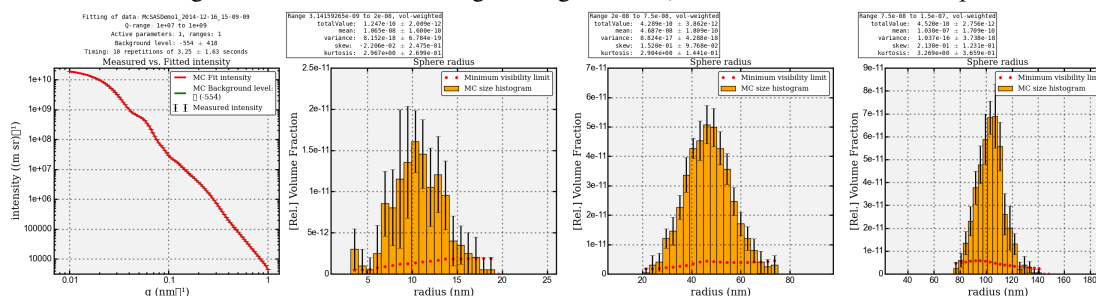 Fitting of data: McSASDemo1_2014-12-16_15-09-09
Q-range: 1e+07 to 1e+09
Active parameters: 1, ranges: 1
Background level: -554 ± 418
Timing: 10 repetitions of 3.25 ± 1.63 seconds
Measured vs. Fitted intensity
MC Fit intensity
MC Background level:
▯ (-554)
Measured intensity
intensity (m sr)▯¹)
1e+10
1e+09
1e+08
1e+07
1e+06
100000
10000
0.01
0.1
1
q (nm▯¹)
Range 3.14159265e-09 to 2e-08, vol-weighted
totalValue: 1.247e-10 ± 2.009e-11
mean: 1.065e-08 ± 1.600e-10
variance: 8.152e-18 ± 6.784e-19
skew: -2.206e-02 ± 2.475e-01
kurtosis: 2.967e+00 ± 2.699e-01
Sphere radius
Minimum visibility limit
MC size histogram
[Rel.] Volume Fraction
2.5e-11
2e-11
1.5e-11
1e-11
5e-12
0
5
10
15
20
25
radius (nm)
Range 2e-08 to 7.5e-08, vol-weighted
totalValue: 4.289e-10 ± 3.862e-12
mean: 4.687e-08 ± 1.809e-10
variance: 8.824e-17 ± 4.288e-18
skew: 1.520e-01 ± 9.768e-02
kurtosis: 2.904e+00 ± 1.441e-01
Sphere radius
Minimum visibility limit
MC size histogram
[Rel.] Volume Fraction
7e-11
6e-11
5e-11
4e-11
3e-11
2e-11
1e-11
0
20
40
60
80
radius (nm)
Range 7.5e-08 to 1.5e-07, vol-weighted
totalValue: 4.520e-10 ± 2.756e-12
mean: 1.030e-07 ± 1.709e-10
variance: 1.037e-16 ± 3.738e-18
skew: 2.130e-01 ± 1.231e-01
kurtosis: 3.269e+00 ± 3.659e-01
Sphere radius
Minimum visibility limit
MC size histogram
[Rel.] Volume Fraction
9e-11
8e-11
7e-11
6e-11
5e-11
4e-11
3e-11
2e-11
1e-11
0
40
60
80
100
120
140
radius (nm)